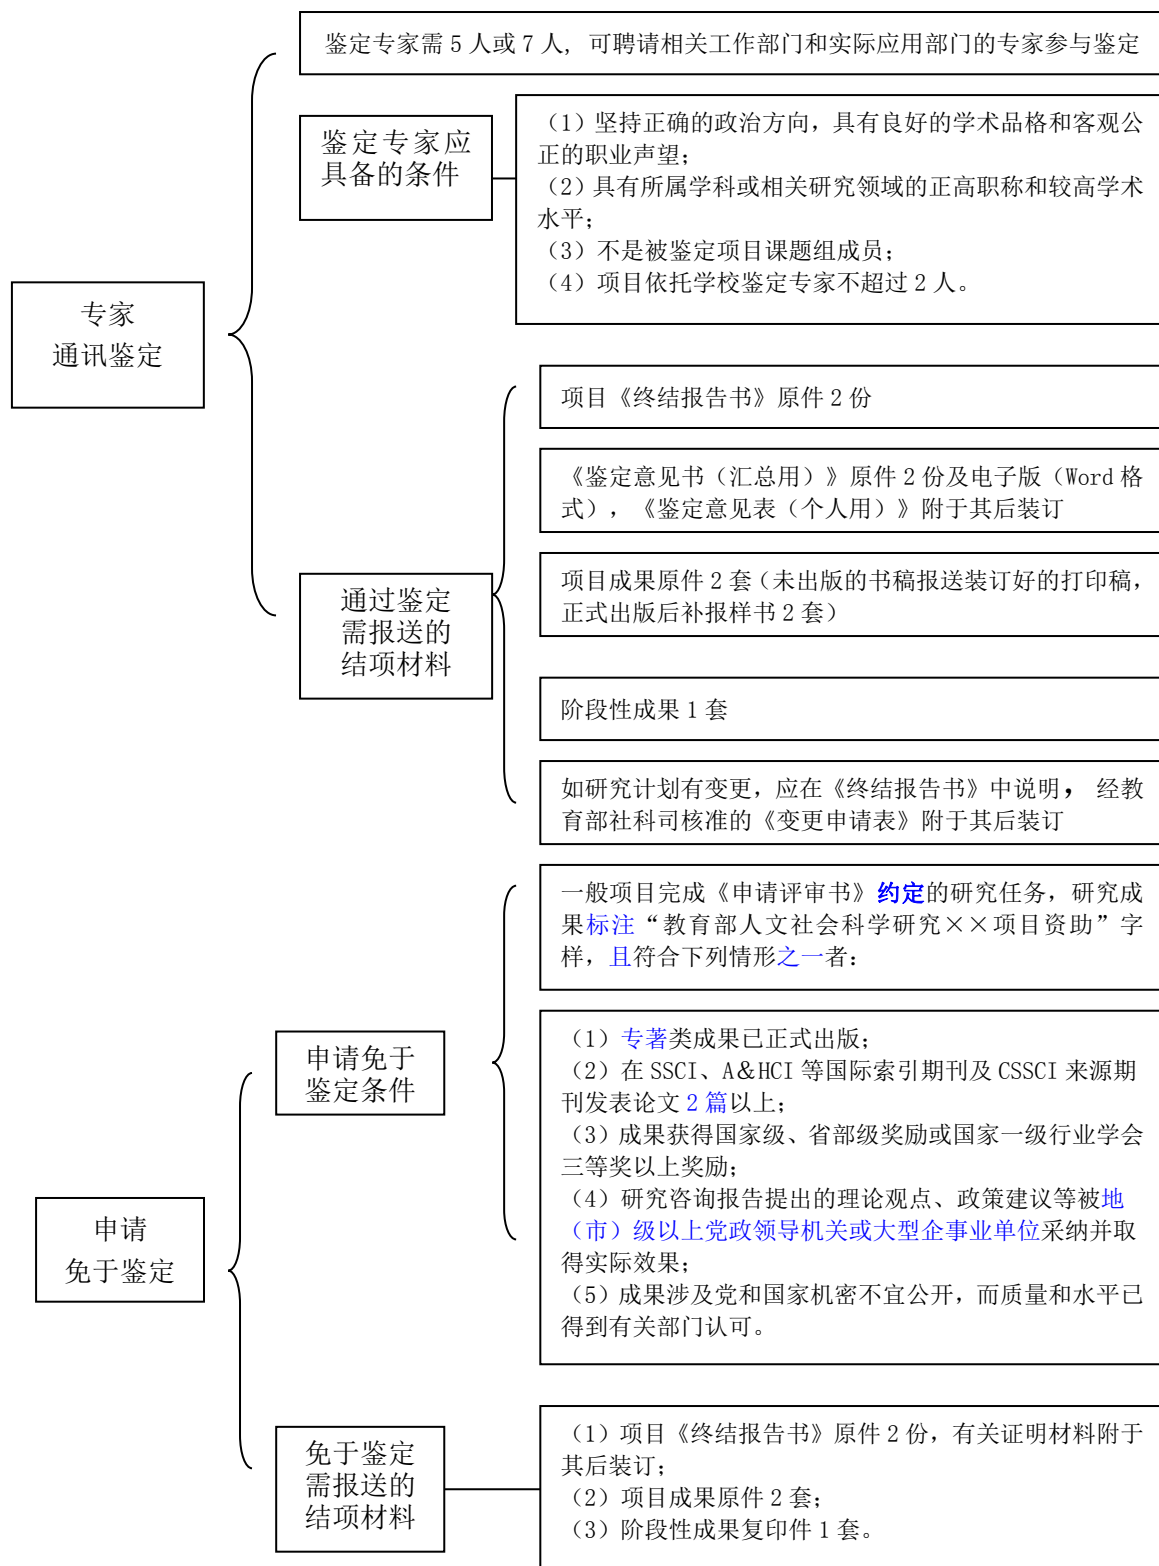 鉴定专家需 5 人或 7 人, 可聘请相关工作部门和实际应用部门的专家参与鉴定
鉴定专家应
具备的条件
（1）坚持正确的政治方向，具有良好的学术品格和客观公
正的职业声望；
（2）具有所属学科或相关研究领域的正高职称和较高学术
水平；
（3）不是被鉴定项目课题组成员；
（4）项目依托学校鉴定专家不超过 2 人。
专家
通讯鉴定
项目《终结报告书》原件 2 份
《鉴定意见书（汇总用）》原件 2 份及电子版（Word 格
式），《鉴定意见表（个人用）》附于其后装订
通过鉴定
需报送的
结项材料
项目成果原件 2 套（未出版的书稿报送装订好的打印稿，
正式出版后补报样书 2 套）
阶段性成果 1 套
如研究计划有变更，应在《终结报告书》中说明， 经教
育部社科司核准的《变更申请表》附于其后装订
一般项目完成《申请评审书》约定的研究任务，研究成
果标注“教育部人文社会科学研究××项目资助”字
样，且符合下列情形之一者：
申请免于
鉴定条件
（1）专著类成果已正式出版；
（2）在 SSCI、A＆HCI 等国际索引期刊及 CSSCI 来源期
刊发表论文 2 篇以上；
（3）成果获得国家级、省部级奖励或国家一级行业学会
三等奖以上奖励；
（4）研究咨询报告提出的理论观点、政策建议等被地
（市）级以上党政领导机关或大型企事业单位采纳并取
得实际效果；
（5）成果涉及党和国家机密不宜公开，而质量和水平已
得到有关部门认可。
申请
免于鉴定
免于鉴定
需报送的
结项材料
（1）项目《终结报告书》原件 2 份，有关证明材料附于
其后装订；
（2）项目成果原件 2 套；
（3）阶段性成果复印件 1 套。